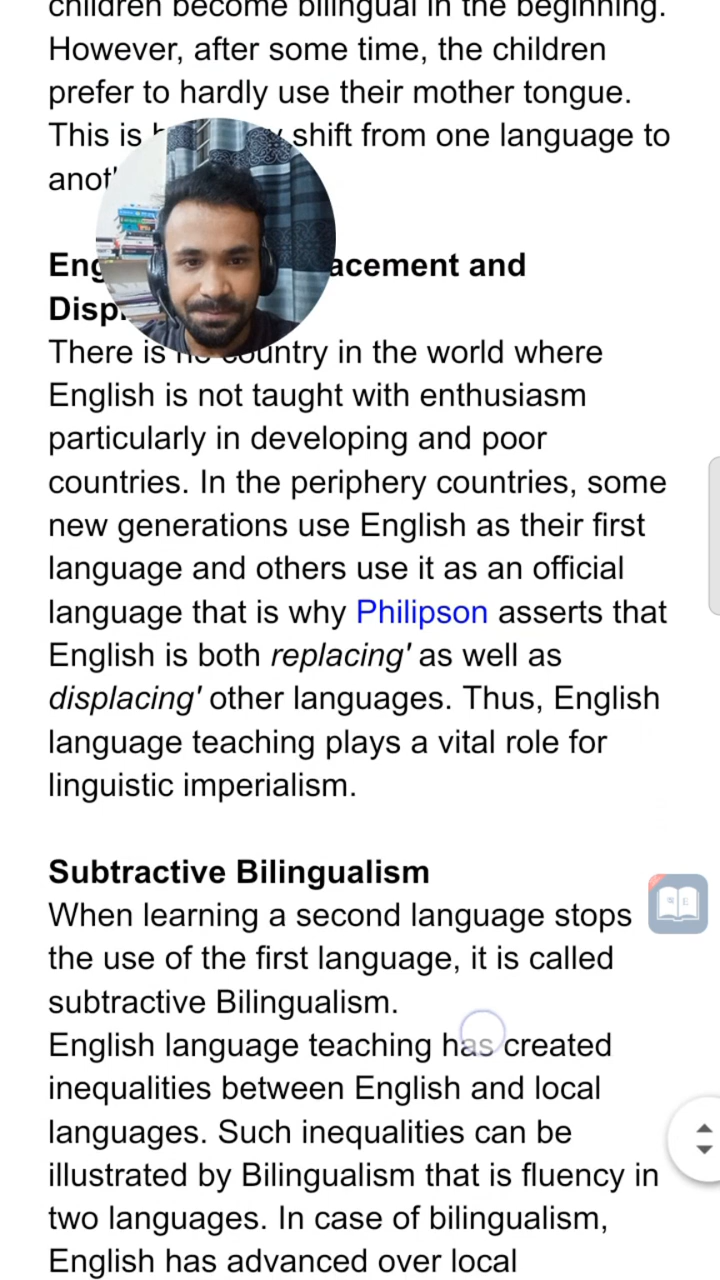 children become bilingual in the beginning.
However, after some time, the children
prefer to hardly use their mother tongue.
This is shift from one language to
Eng acement and
Disp
There is no country in the world where
English is not taught with enthusiasm
particularly in developing and poor
countries. In the periphery countries, some
new generations use English as their first
language and others use it as an official
language that is why Philipson asserts that
English is both replacing' as well as
displacing' other languages. Thus, English
language teaching plays a vital role for
linguistic imperialism.
Subtractive Bilingualism
When learning a second language stops
the use of the first language, it is called
subtractive Bilingualism.
English language teaching has created
inequalities between English and local
languages. Such inequalities can be
illustrated by Bilingualism that is fluency in
two languages. In case of bilingualism,
English has advanced over local